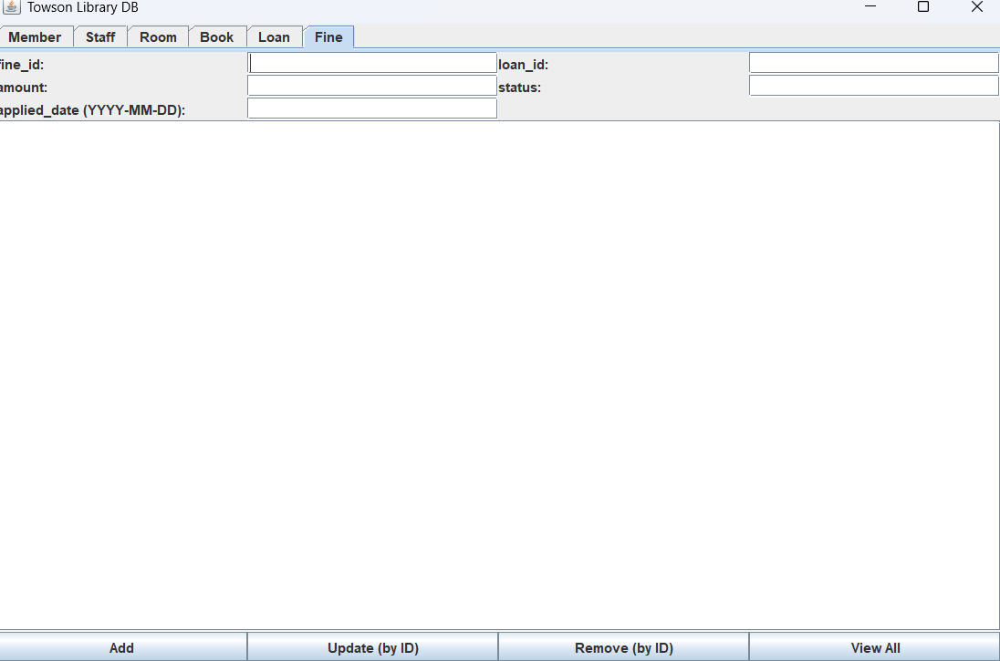 Towson Library DB
Member Staff Room Book Loan Fine
fine_id: loan_id:
amount: status:
applied_date (YYYY-MM-DD):
Add Update (by ID) Remove (by ID) View All